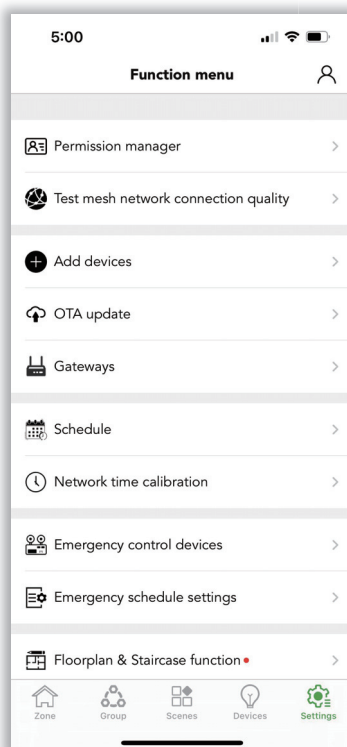 5:00
Function menu
Permission manager
Test mesh network connection quality
Add devices
OTA update
Gateways
Schedule
Network time calibration
Emergency control devices
Emergency schedule settings
Floorplan & Staircase function
Zone Group Scenes Devices Settings